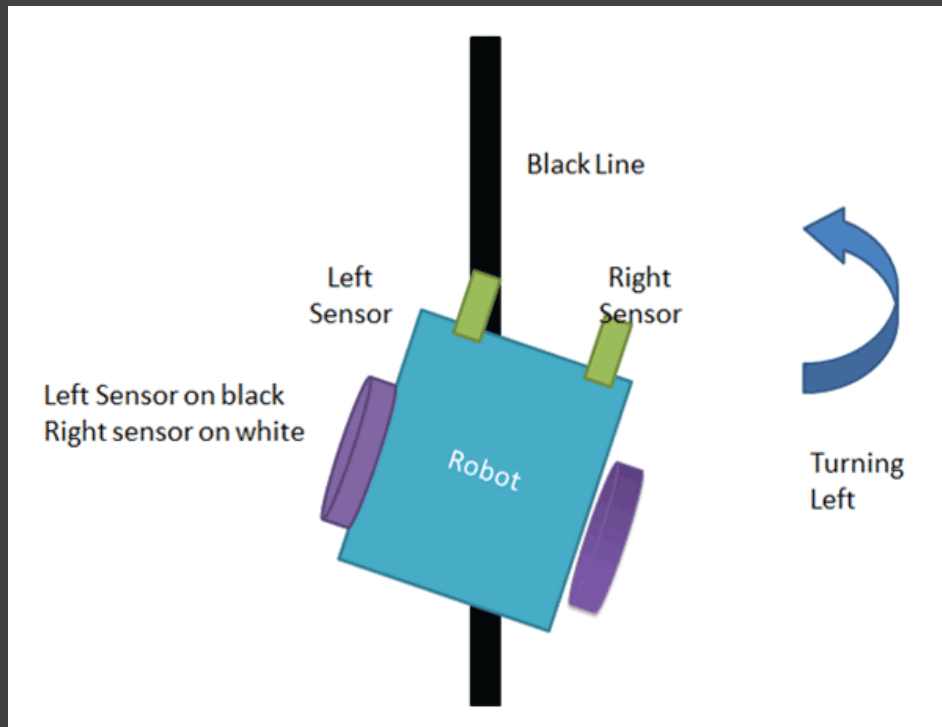 Black Line
Left
Sensor
Right
Sensor
Left Sensor on black
Right sensor on white
Robot
Turning
Left